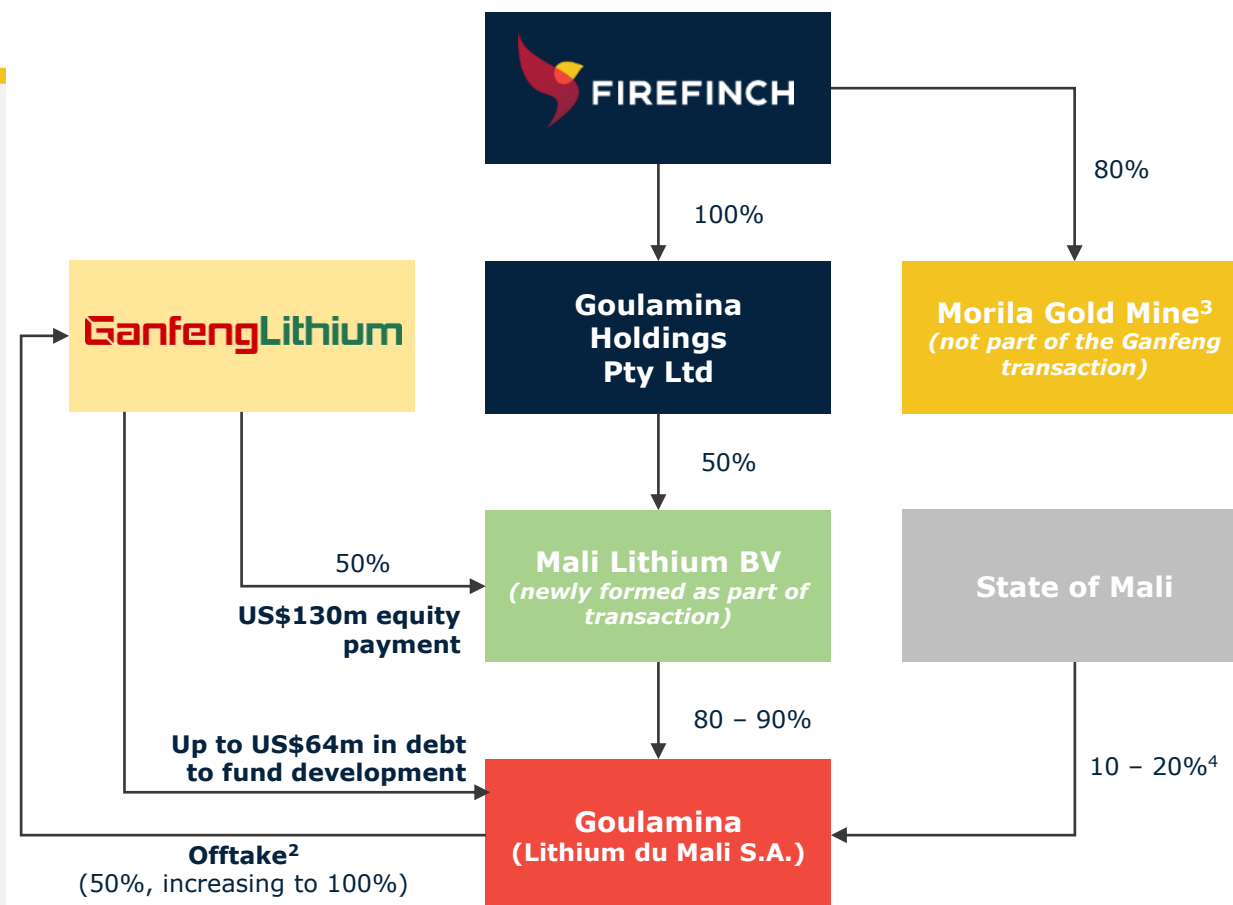 FIREFINCH
80%
100%
GanfengLithium
Goulamina
Holdings
Pty Ltd
Morila Gold Mine³
(not part of the Ganfeng
transaction)
50%
50%
US$130m equity
payment
Mali Lithium BV
(newly formed as part of
transaction)
State of Mali
80 – 90%
Up to US$64m in debt
to fund development
10 – 20%⁴
Goulamina
(Lithium du Mali S.A.)
Offtake²
(50%, increasing to 100%)